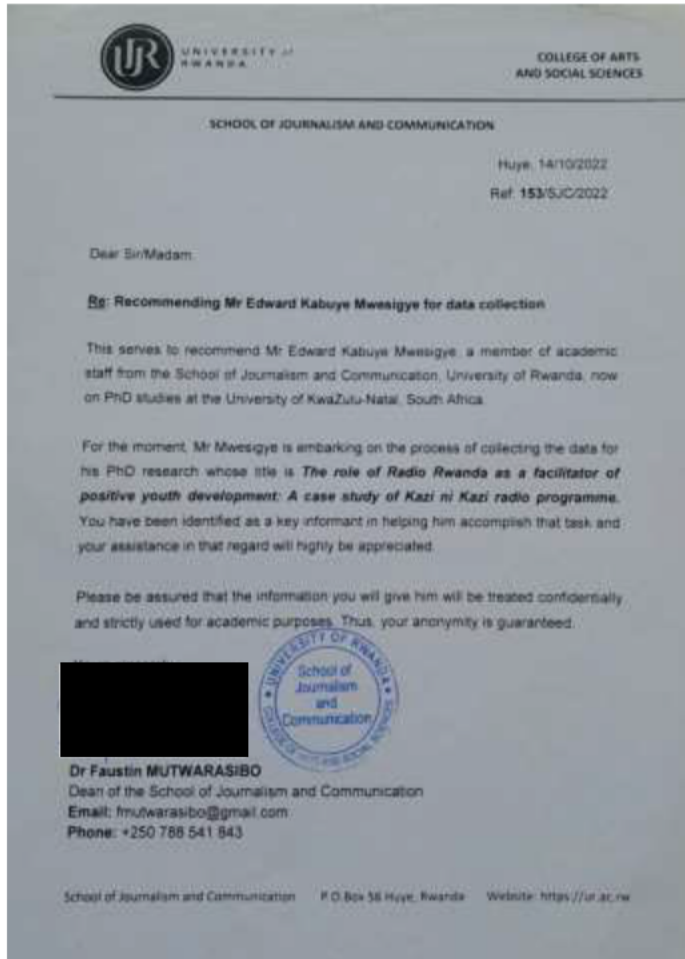 UR
UNIVERSITY of
RWANDA
COLLEGE OF ARTS
AND SOCIAL SCIENCES
SCHOOL OF JOURNALISM AND COMMUNICATION
Huye, 14/10/2022
Ref: 153/SJC/2022
Dear Sir/Madam,
Re: Recommending Mr Edward Kabuye Mwesigye for data collection
This serves to recommend Mr Edward Kabuye Mwesigye, a member of academic
staff from the School of Journalism and Communication, University of Rwanda, now
on PhD studies at the University of KwaZulu-Natal, South Africa.
For the moment, Mr Mwesigye is embarking on the process of collecting the data for
his PhD research whose title is The role of Radio Rwanda as a facilitator of
positive youth development: A case study of Kazi ni Kazi radio programme.
You have been identified as a key informant in helping him accomplish that task and
your assistance in that regard will highly be appreciated.
Please be assured that the information you will give him will be treated confidentially
and strictly used for academic purposes. Thus, your anonymity is guaranteed.
UNIVERSITY OF RWANDA
School of
Journalism
and
Communication
COLLEGE OF ARTS AND SOCIAL SCIENCES
Dr Faustin MUTWARASIBO
Dean of the School of Journalism and Communication
Email: fmutwarasibo@gmail.com
Phone: +250 788 541 843
School of Journalism and Communication P.O.Box 56 Huye, Rwanda Website: https://ur.ac.rw